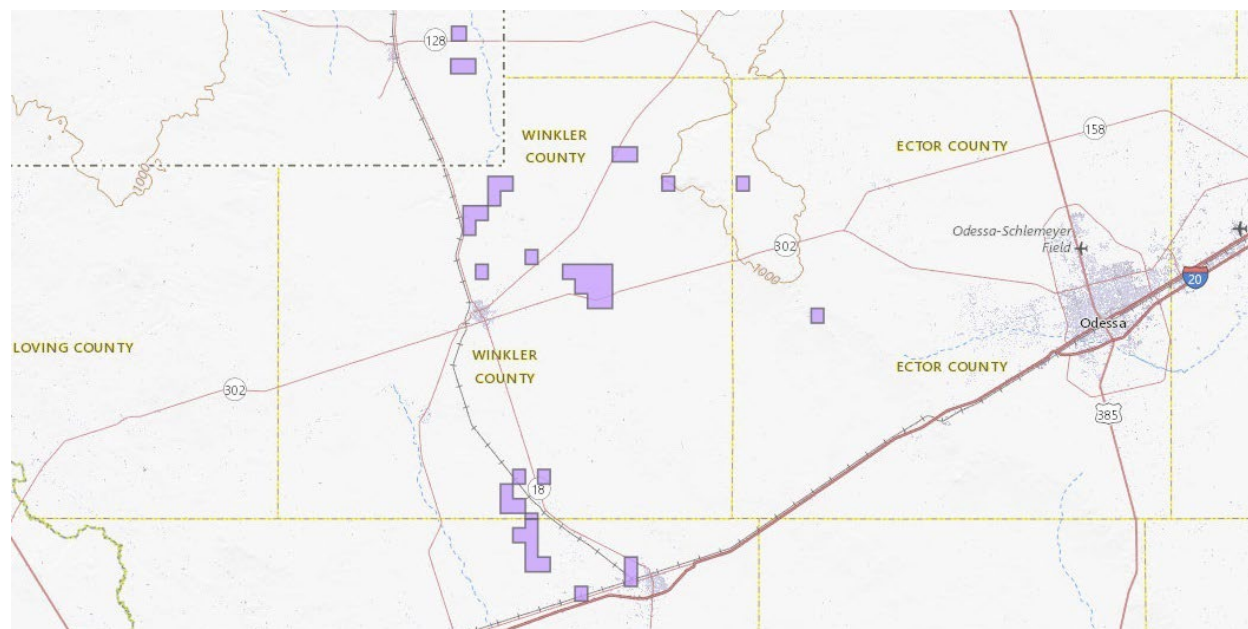 128
WINKLER
COUNTY
ECTOR COUNTY
158
1000
Odessa-Schlemeyer
Field
302
1000
20
Odessa
LOVING COUNTY
WINKLER
COUNTY
ECTOR COUNTY
302
385
18